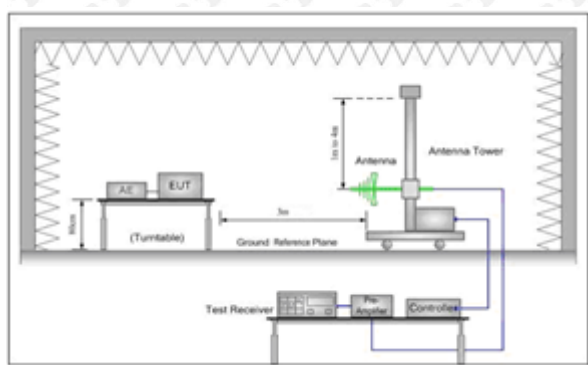 1m to 4m
Antenna
Antenna Tower
AE
EUT
80cm
3m
(Turntable)
Ground Reference Plane
Test Receiver
Pre-
Amplifier
Controller